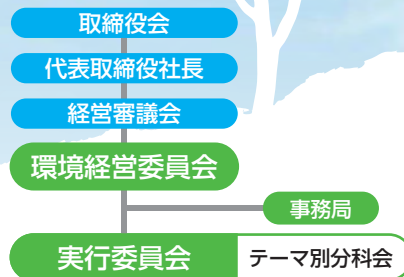 取締役会
代表取締役社長
経営審議会
環境経営委員会
事務局
実行委員会 テーマ別分科会